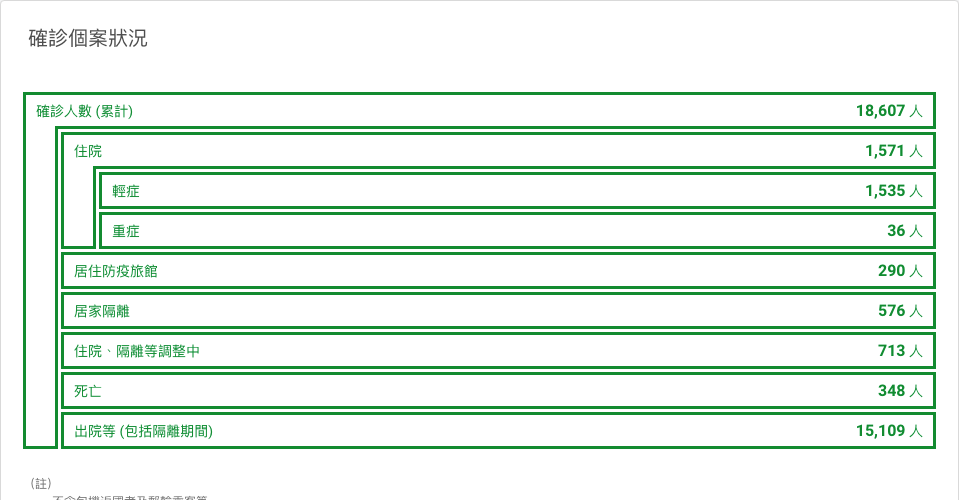 確診個案狀況
確診人數 (累計) 18,607 人
住院 1,571 人
輕症 1,535 人
重症 36 人
居住防疫旅館 290 人
居家隔離 576 人
住院、隔離等調整中 713 人
死亡 348 人
出院等 (包括隔離期間) 15,109 人
(註)